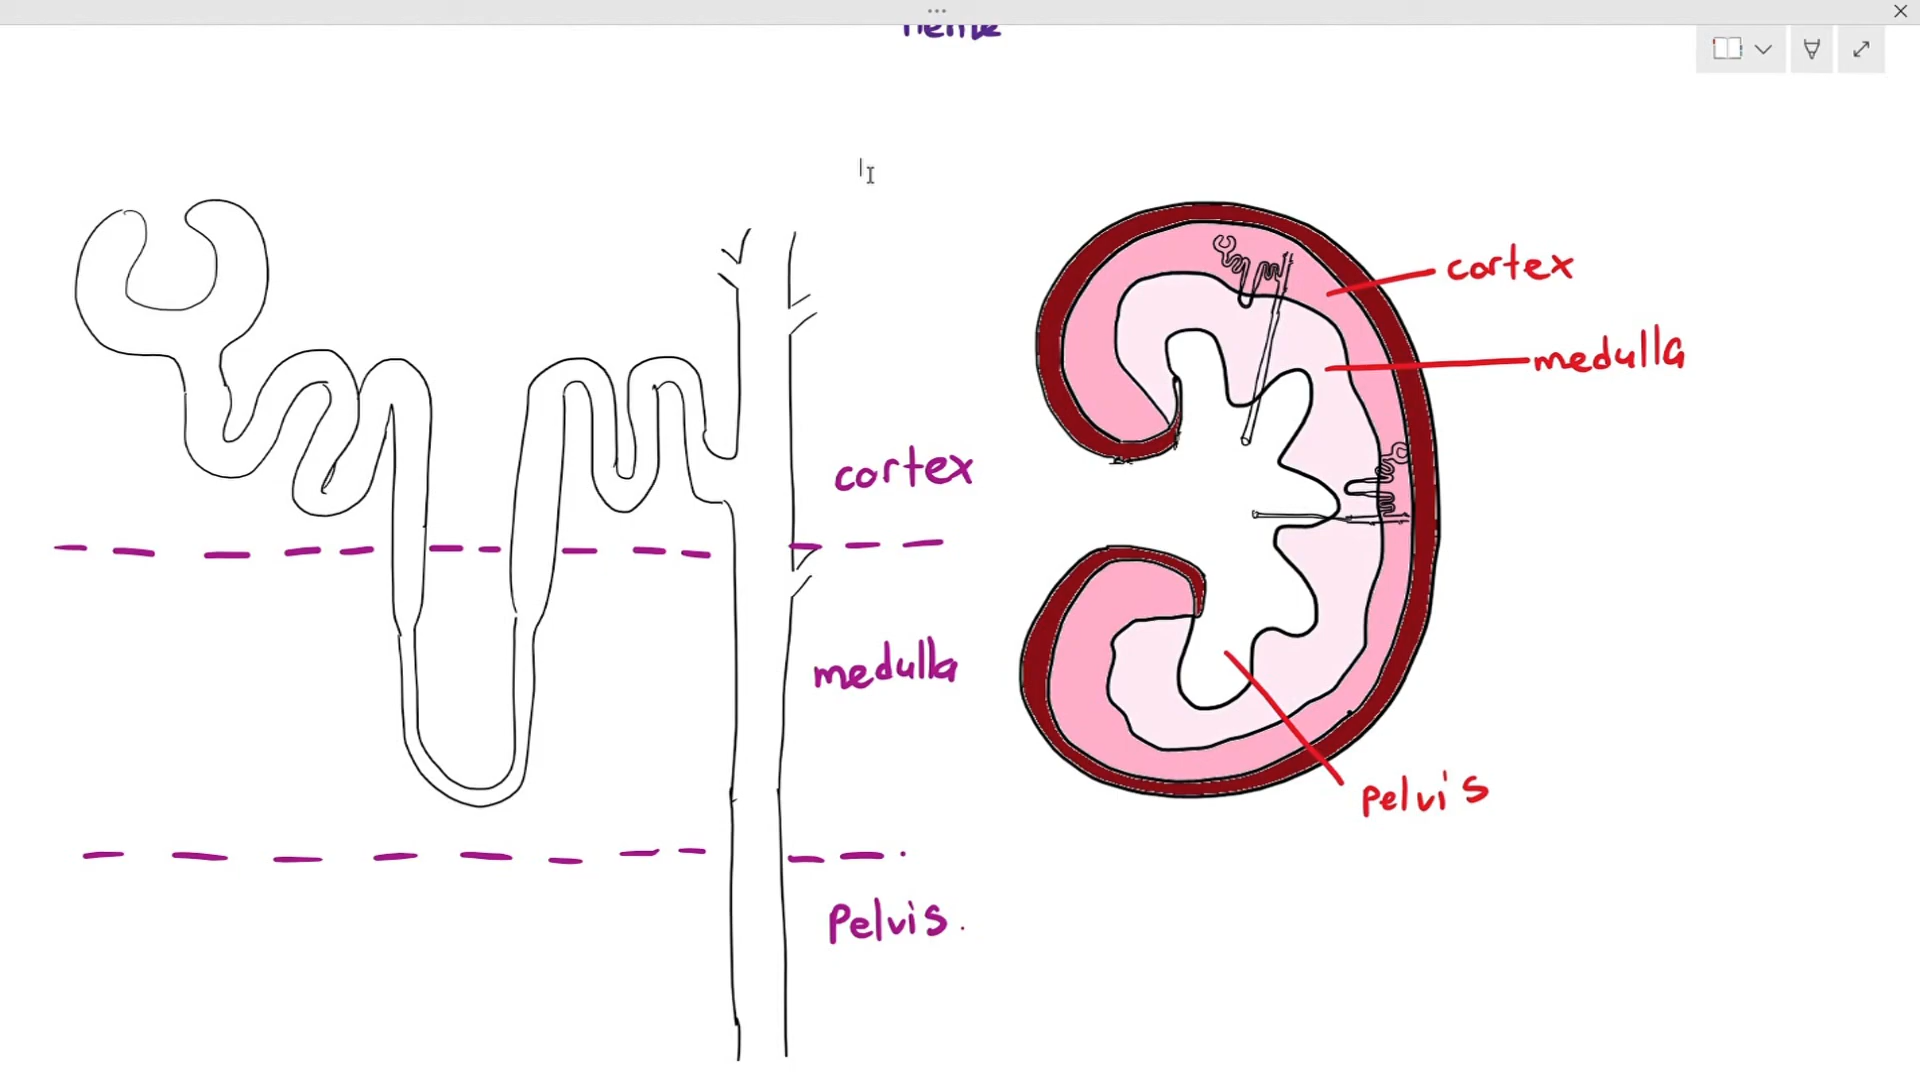 cortex
medulla
cortex
medulla
pelvis
Pelvis.